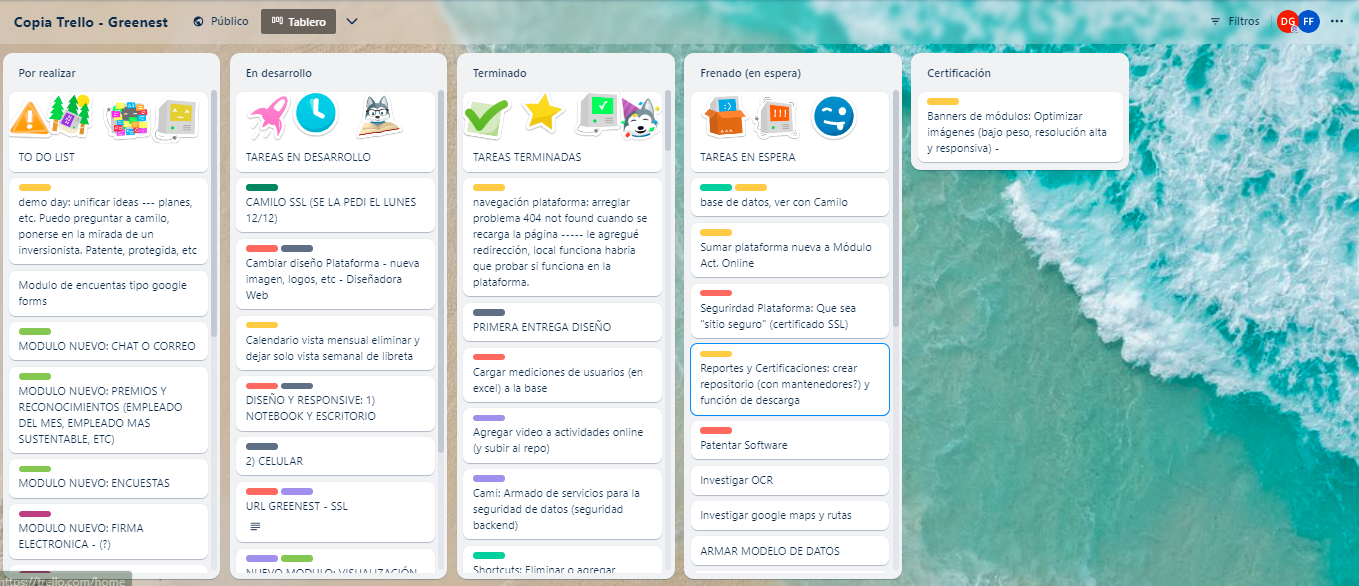 Copia Trello - Greenest
Público
Tablero
Filtros
DG
FF
Por realizar
TO DO LIST
demo day: unificar ideas --- planes,
etc. Puedo preguntar a camilo,
ponerse en la mirada de un
inversionista. Patente, protegida, etc
Modulo de encuentas tipo google
forms
MODULO NUEVO: CHAT O CORREO
MODULO NUEVO: PREMIOS Y
RECONOCIMIENTOS (EMPLEADO
DEL MES, EMPLEADO MAS
SUSTENTABLE, ETC)
MODULO NUEVO: ENCUESTAS
MODULO NUEVO: FIRMA
ELECTRONICA - (?)
https://trello.com/home
En desarrollo
TAREAS EN DESARROLLO
CAMILO SSL (SE LA PEDI EL LUNES
12/12)
Cambiar diseño Plataforma - nueva
imagen, logos, etc - Diseñadora
Web
Calendario vista mensual eliminar y
dejar solo vista semanal de libreta
DISEÑO Y RESPONSIVE: 1)
NOTEBOOK Y ESCRITORIO
2) CELULAR
URL GREENEST - SSL
NUEVO MODULO: VISUALIZACIÓN
Terminado
TAREAS TERMINADAS
navegación plataforma: arreglar
problema 404 not found cuando se
recarga la página ----- le agregué
redirección, local funciona habría
que probar si funciona en la
plataforma.
PRIMERA ENTREGA DISEÑO
Cargar mediciones de usuarios (en
excel) a la base
Agregar video a actividades online
(y subir al repo)
Cami: Armado de servicios para la
seguridad de datos (seguridad
backend)
Shortcuts: Eliminar o agregar
Frenado (en espera)
:)
!!!
TAREAS EN ESPERA
base de datos, ver con Camilo
Sumar plataforma nueva a Módulo
Act. Online
Segurirdad Plataforma: Que sea
"sitio seguro" (certificado SSL)
Reportes y Certificaciones: crear
repositorio (con mantenedores?) y
función de descarga
Patentar Software
Investigar OCR
Investigar google maps y rutas
ARMAR MODELO DE DATOS
Certificación
Banners de módulos: Optimizar
imágenes (bajo peso, resolución alta
y responsiva) -